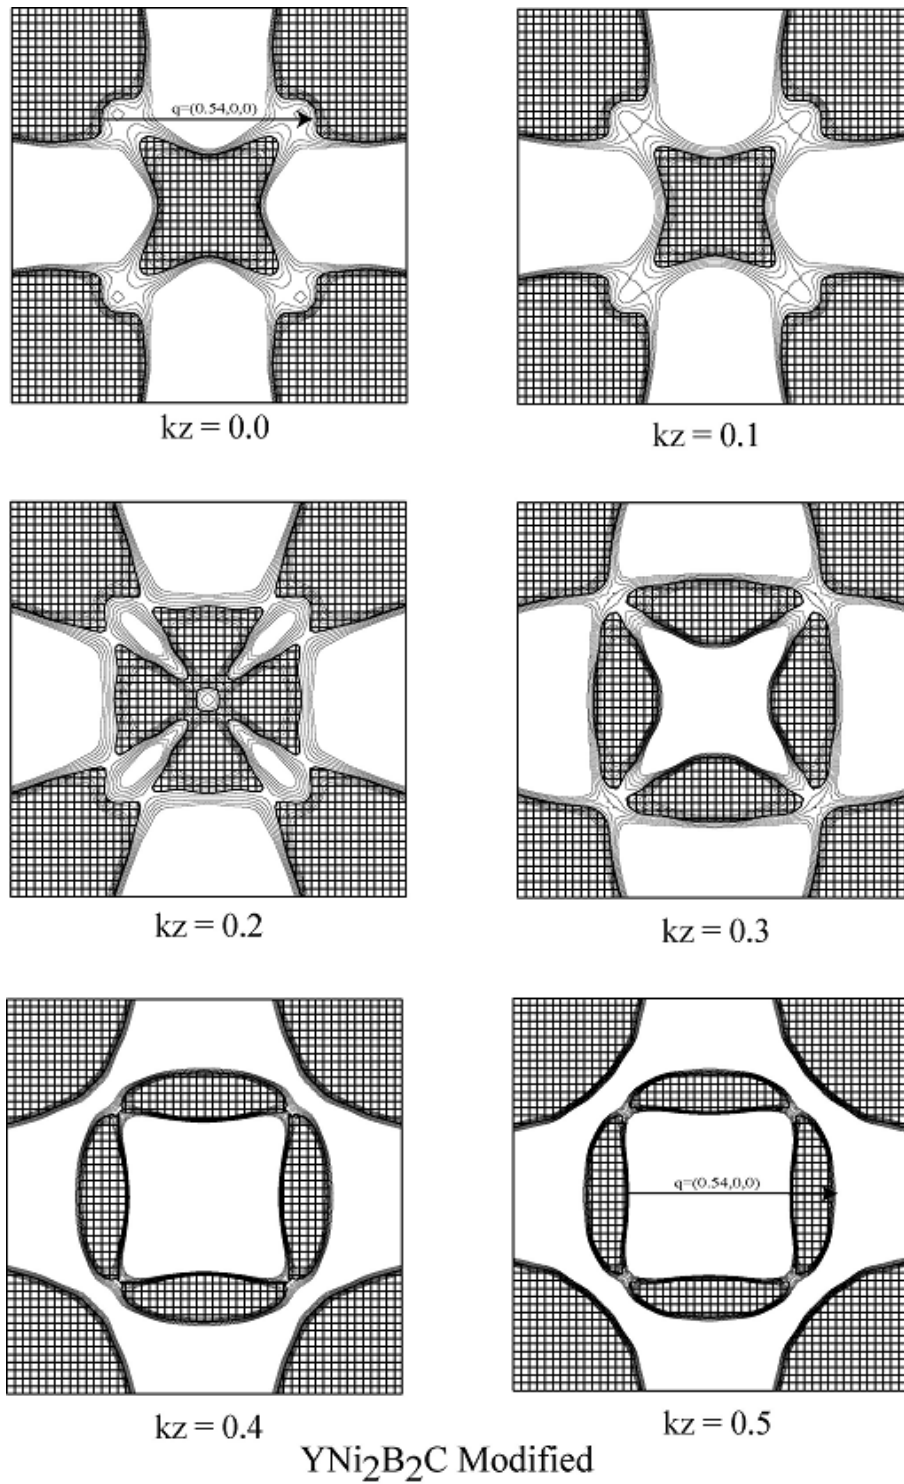 q=(0.54,0,0)
kz = 0.0
kz = 0.1
kz = 0.2
kz = 0.3
q=(0.54,0,0)
kz = 0.4
kz = 0.5
YNi2B2C Modified